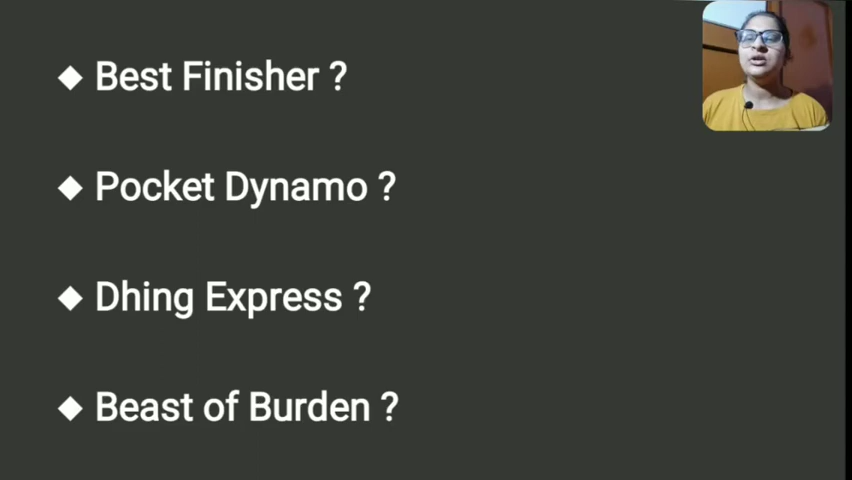 ◆ Best Finisher ?
◆ Pocket Dynamo ?
◆ Dhing Express ?
◆ Beast of Burden ?